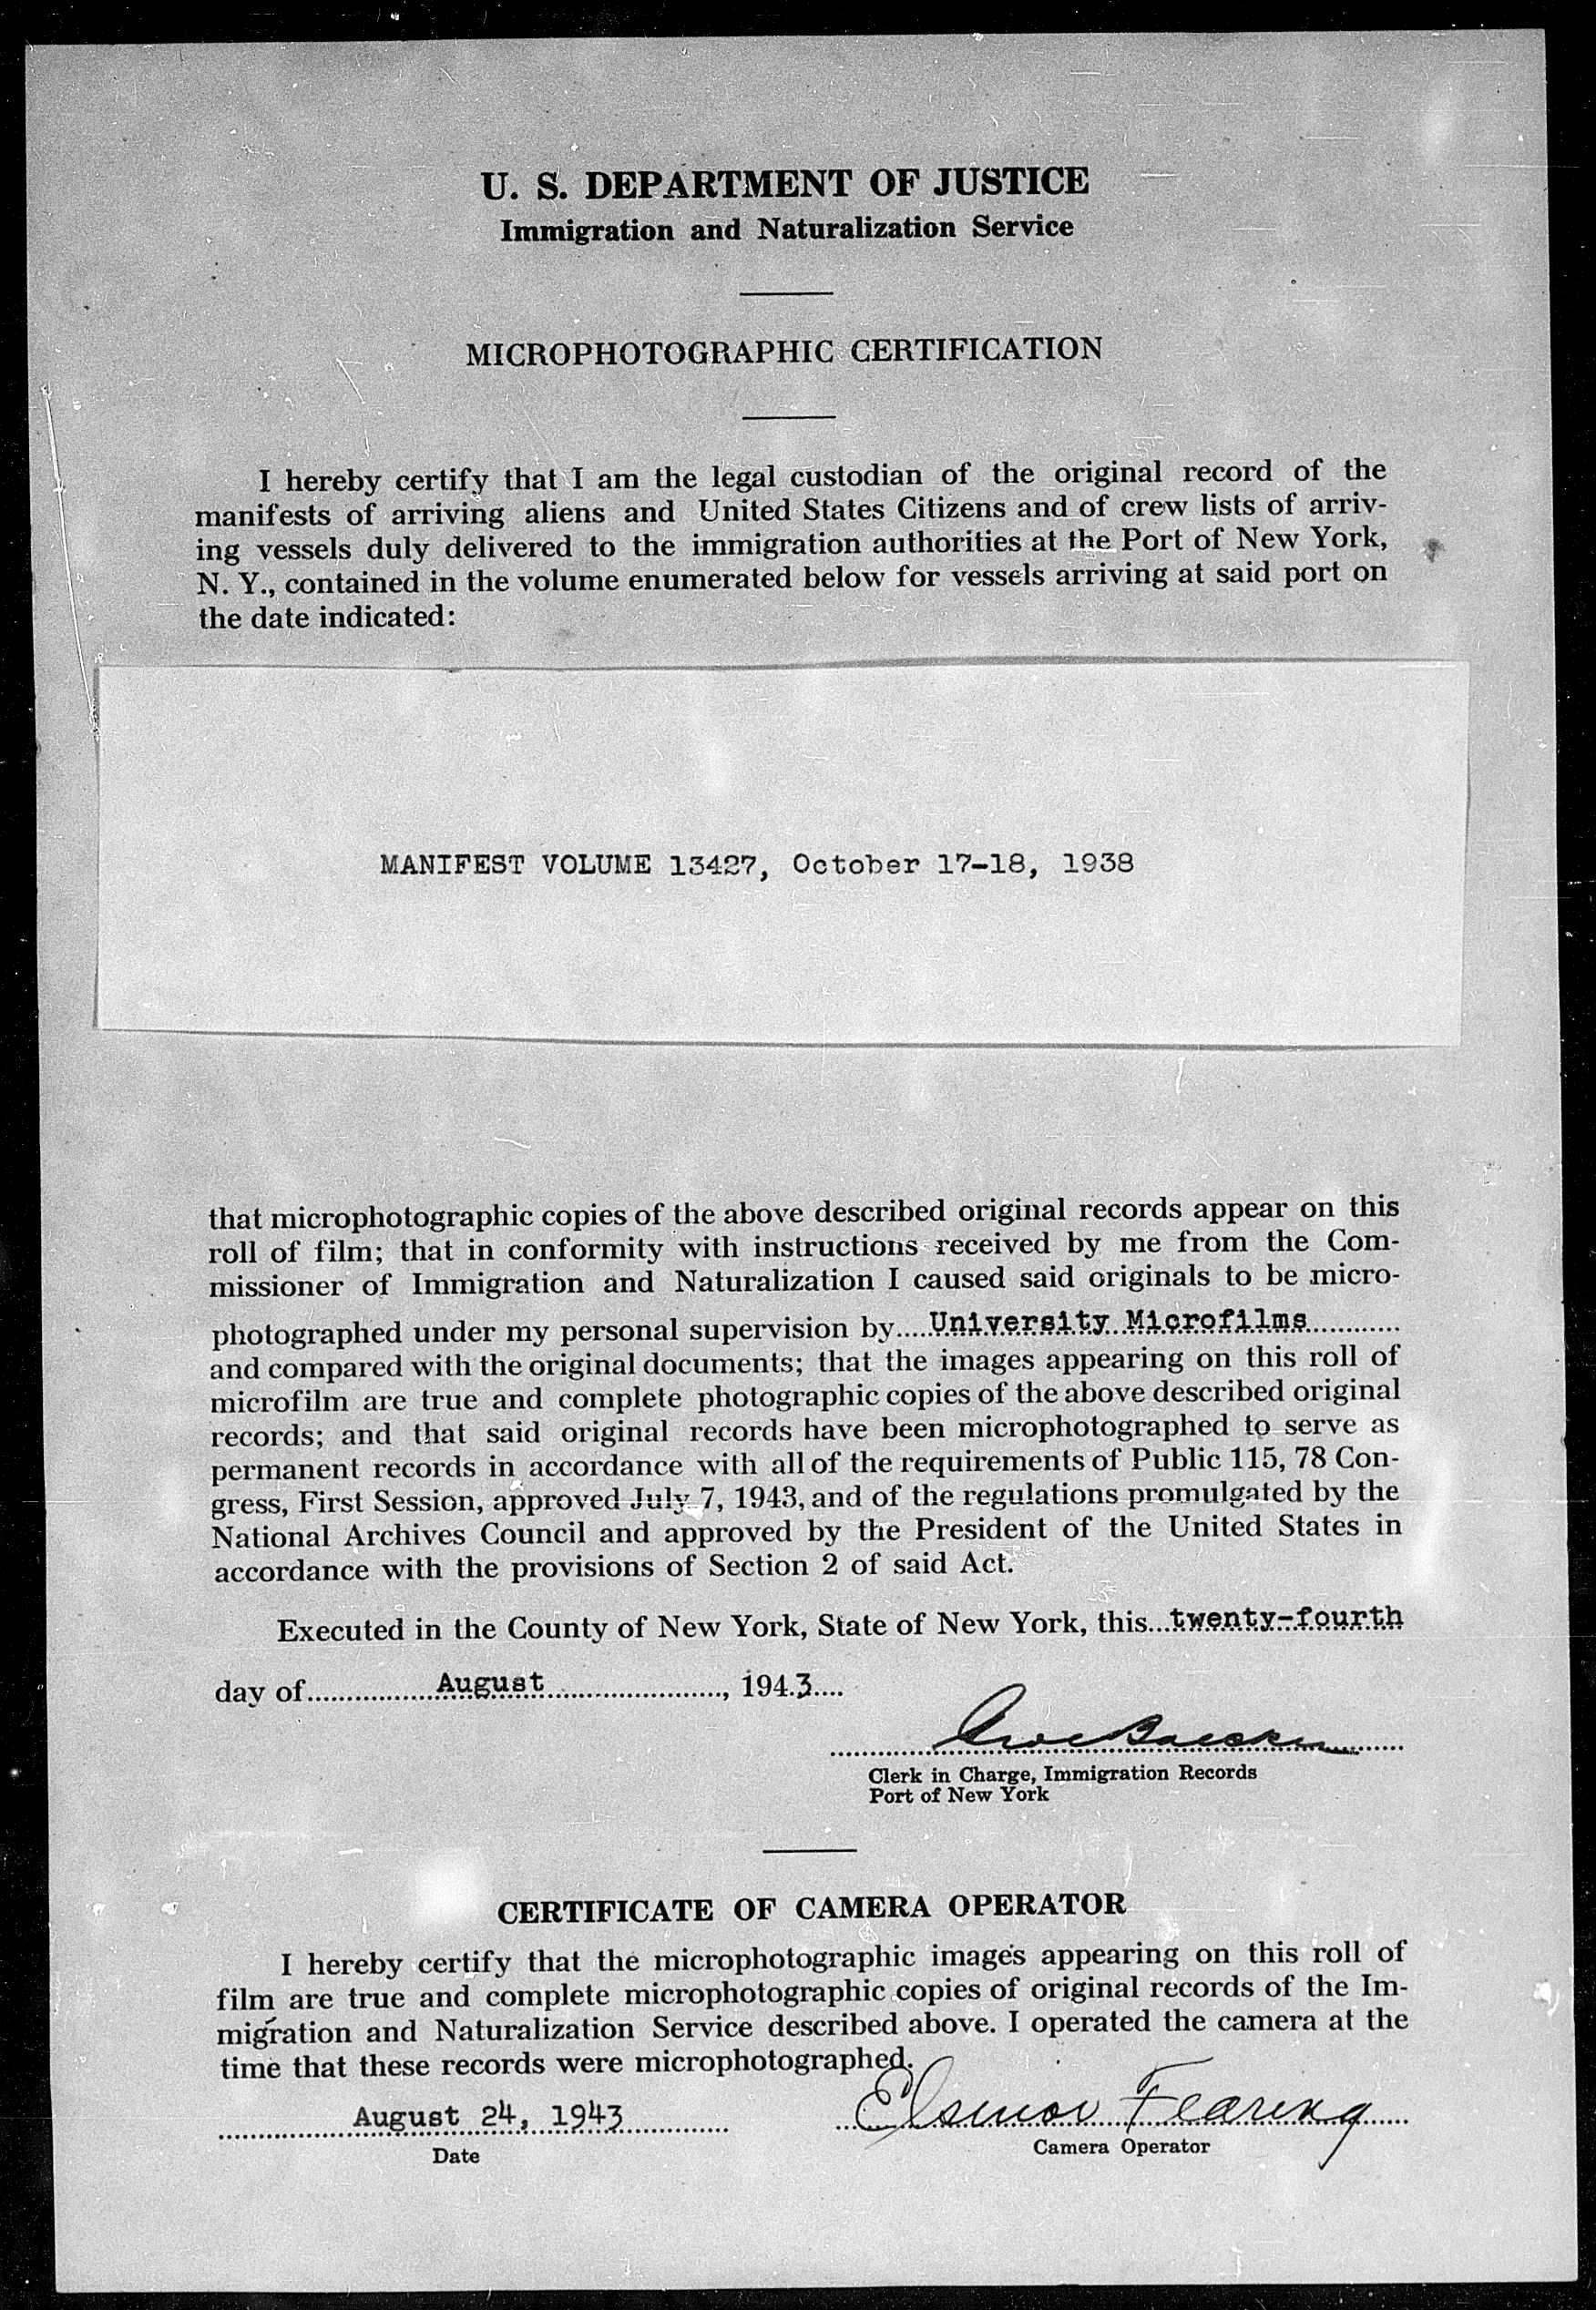 U. S. DEPARTMENT OF JUSTICE
Immigration and Naturalization Service
MICROPHOTOGRAPHIC CERTIFICATION
I hereby certify that I am the legal custodian of the original record of the
manifests of arriving aliens and United States Citizens and of crew lists of arriv-
ing vessels duly delivered to the immigration authorities at the Port of New York,
N. Y., contained in the volume enumerated below for vessels arriving at said port on
the date indicated:
MANIFEST VOLUME 13427, October 17-18, 1938
that microphotographic copies of the above described original records appear on this
roll of film; that in conformity with instructions received by me from the Com-
missioner of Immigration and Naturalization I caused said originals to be micro-
photographed under my personal supervision by....University Microfilms............
and compared with the original documents; that the images appearing on this roll of
microfilm are true and complete photographic copies of the above described original
records; and that said original records have been microphotographed to serve as
permanent records in accordance with all of the requirements of Public 115, 78 Con-
gress, First Session, approved July 7, 1943, and of the regulations promulgated by the
National Archives Council and approved by the President of the United States in
accordance with the provisions of Section 2 of said Act.
Executed in the County of New York, State of New York, this...twenty-fourth
day of................August......................, 194.3....
Clerk in Charge, Immigration Records
Port of New York
CERTIFICATE OF CAMERA OPERATOR
I hereby certify that the microphotographic images appearing on this roll of
film are true and complete microphotographic copies of original records of the Im-
migration and Naturalization Service described above. I operated the camera at the
time that these records were microphotographed.
August 24, 1943
Fearing
Date
Camera Operator